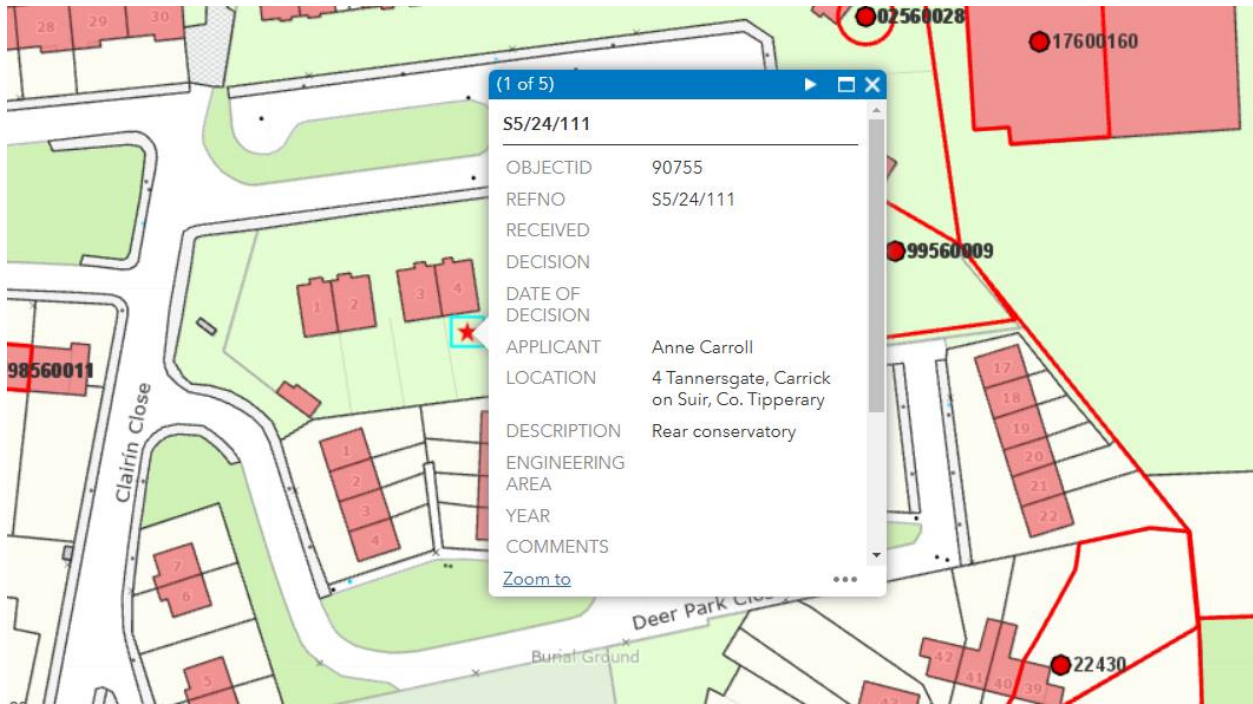 28 29 30
02560028
17600160
(1 of 5)
S5/24/111
OBJECTID 90755
REFNO S5/24/111
RECEIVED
DECISION
DATE OF
DECISION
APPLICANT Anne Carroll
LOCATION 4 Tannersgate, Carrick
on Suir, Co. Tipperary
DESCRIPTION Rear conservatory
ENGINEERING
AREA
YEAR
COMMENTS
Zoom to
99560009
1 2 3 4
98560011
Clairín Close
1
2
3
4
17
18
19
20
21
22
7
6
5
Deer Park
Burial Ground
42 41 40 39
22430